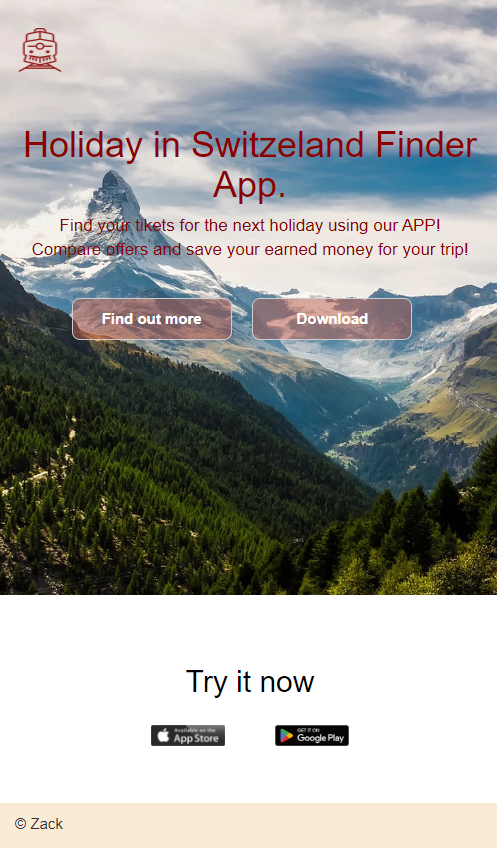 Holiday in Switzeland Finder
App.
Find your tikets for the next holiday using our APP!
Compare offers and save your earned money for your trip!
Find out more
Download
Try it now
Available on the
App Store
GET IT ON
Google Play
© Zack